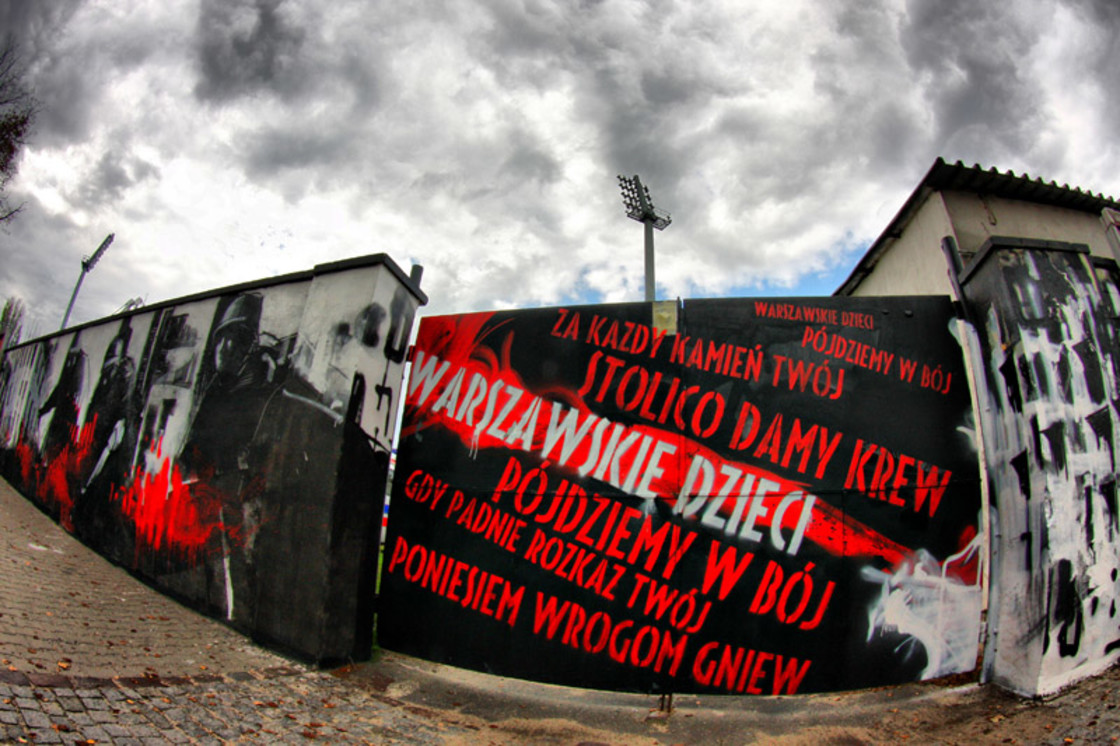 WARSZAWSKIE DZIECI
PÓJDZIEMY W BÓJ
ZA KAZDY KAMIEŃ TWÓJ
STOLICO DAMY KREW
WARSZAWSKIE DZIECI
PÓJDZIEMY W BÓJ
GDY PADNIE ROZKAZ TWÓJ
PONIESIEM WROGOM GNIEW